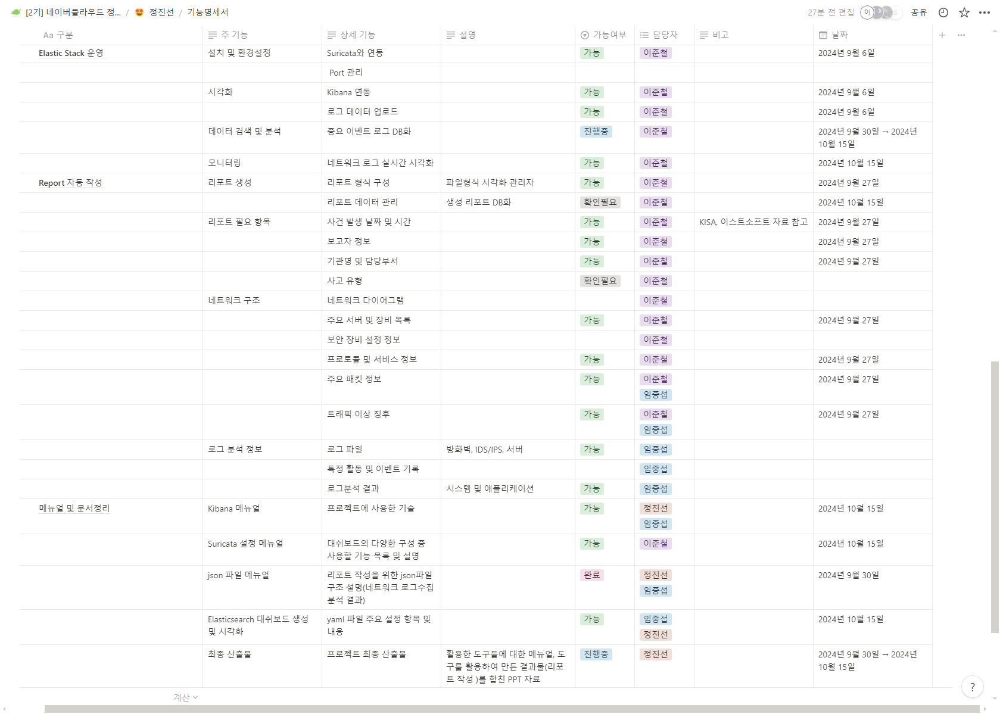 [2기] 네이버클라우드 정... / 정진선 / 기능명세서
27분 전 편집 이 S 공유
Aa 구분 주 기능 상세 기능 설명 가능여부 담당자 비고 날짜
Elastic Stack 운영 설치 및 환경설정 Suricata와 연동 가능 이준철 2024년 9월 6일
Port 관리
시각화 Kibana 연동 가능 이준철 2024년 9월 6일
로그 데이터 업로드 가능 이준철 2024년 9월 6일
데이터 검색 및 분석 중요 이벤트 로그 DB화 진행중 이준철 2024년 9월 30일 → 2024년
10월 15일
모니터링 네트워크 로그 실시간 시각화 가능 이준철 2024년 10월 15일
Report 자동 작성 리포트 생성 리포트 형식 구성 파일형식 시각화 관리자 가능 이준철 2024년 9월 27일
리포트 데이터 관리 생성 리포트 DB화 확인필요 이준철 2024년 10월 15일
리포트 필요 항목 사건 발생 날짜 및 시간 가능 이준철 KISA, 이스트소프트 자료 참고 2024년 9월 27일
보고자 정보 가능 이준철 2024년 9월 27일
기관명 및 담당부서 가능 이준철 2024년 9월 27일
사고 유형 확인필요 이준철
네트워크 구조 네트워크 다이어그램 이준철
주요 서버 및 장비 목록 가능 이준철 2024년 9월 27일
보안 장비 설정 정보 이준철
프로토콜 및 서비스 정보 가능 이준철 2024년 9월 27일
주요 패킷 정보 가능 이준철 2024년 9월 27일
임중섭
트래픽 이상 징후 가능 이준철 2024년 9월 27일
임중섭
로그 분석 정보 로그 파일 방화벽, IDS/IPS, 서버 가능 임중섭
특정 활동 및 이벤트 기록 임중섭
로그분석 결과 시스템 및 애플리케이션 가능 임중섭
메뉴얼 및 문서정리 Kibana 메뉴얼 프로젝트에 사용한 기술 가능 정진선 2024년 10월 15일
임중섭
Suricata 설정 메뉴얼 대쉬보드의 다양한 구성 중 가능 이준철 2024년 10월 15일
사용할 기능 목록 및 설명
json 파일 메뉴얼 리포트 작성을 위한 json파일 완료 정진선 2024년 9월 30일
구조 설명(네트워크 로그수집 임중섭
분석 결과)
Elasticsearch 대쉬보드 생성 yaml 파일 주요 설정 항목 및 가능 임중섭 2024년 10월 15일
및 시각화 내용 정진선
최종 산출물 프로젝트 최종 산출물 활용한 도구들에 대한 메뉴얼, 도 진행중 정진선 2024년 9월 30일 → 2024년
구를 활용하여 만든 결과물(리포 10월 15일
트 작성 )를 합친 PPT 자료
계산
?